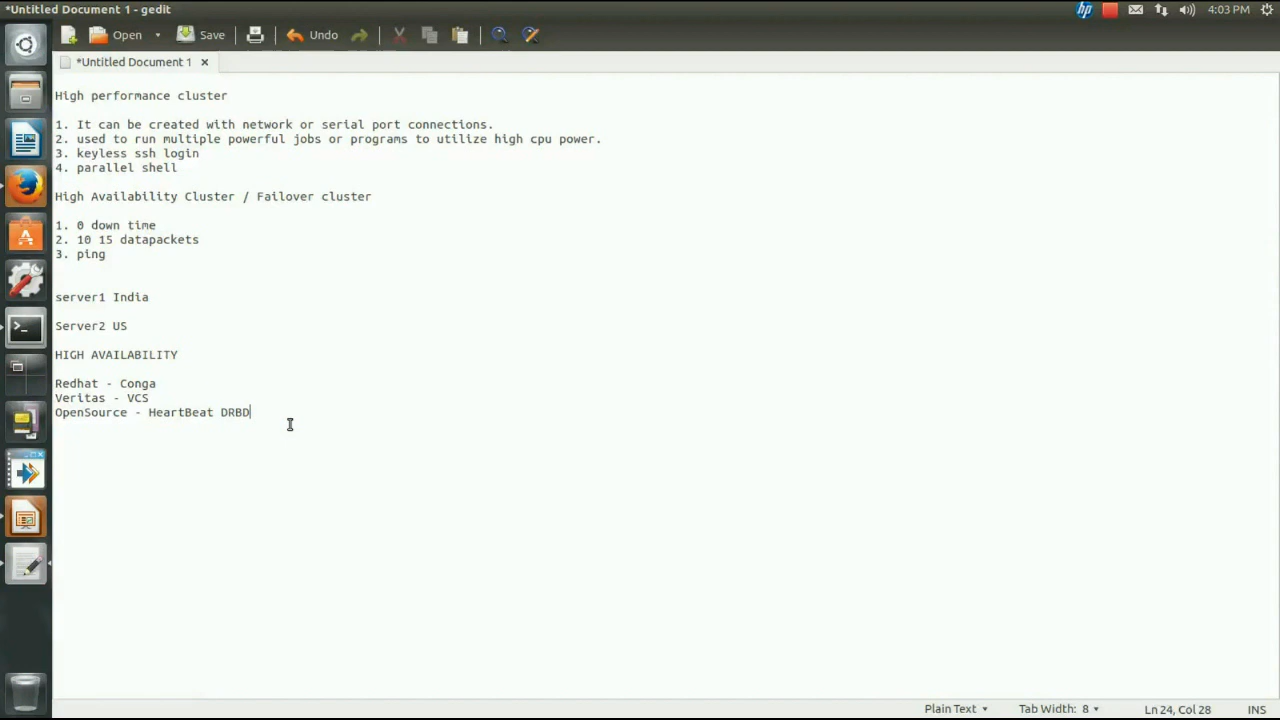 *Untitled Document 1 - gedit
4:03 PM
Open
Save
Undo
*Untitled Document 1
High performance cluster
1. It can be created with network or serial port connections.
2. used to run multiple powerful jobs or programs to utilize high cpu power.
3. keyless ssh login
4. parallel shell
High Availability Cluster / Failover cluster
1. 0 down time
2. 10 15 datapackets
3. ping
server1 India
Server2 US
HIGH AVAILABILITY
Redhat - Conga
Veritas - VCS
OpenSource - HeartBeat DRBD
Plain Text
Tab Width: 8
Ln 24, Col 28
INS